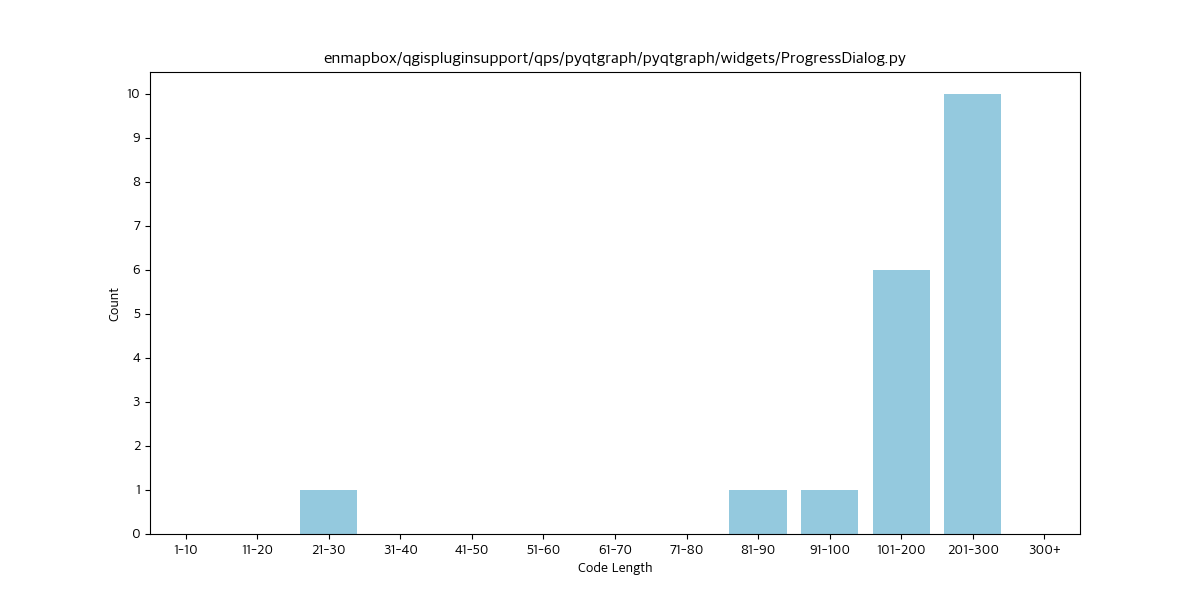 enmapbox/qgispluginsupport/qps/pyqtgraph/pyqtgraph/widgets/ProgressDialog.py
10
9
8
7
6
5
4
3
2
1
0
Count
1-10 11-20 21-30 31-40 41-50 51-60 61-70 71-80 81-90 91-100 101-200 201-300 300+
Code Length